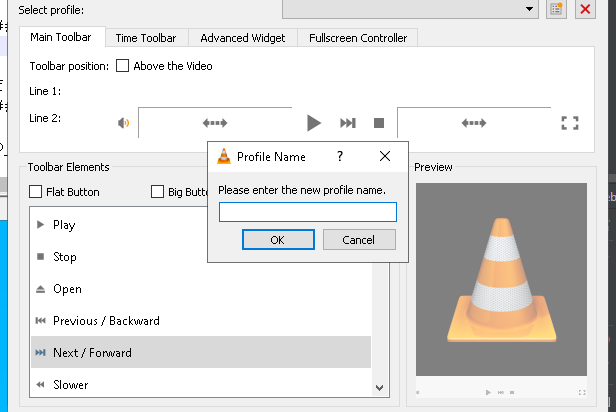 Select profile:
Main Toolbar
Time Toolbar
Advanced Widget
Fullscreen Controller
Toolbar position:
Above the Video
Line 1:
Line 2:
Profile Name
?
Please enter the new profile name.
OK
Cancel
Toolbar Elements
Preview
Flat Button
Big Butt
Play
Stop
Open
Previous / Backward
Next / Forward
Slower